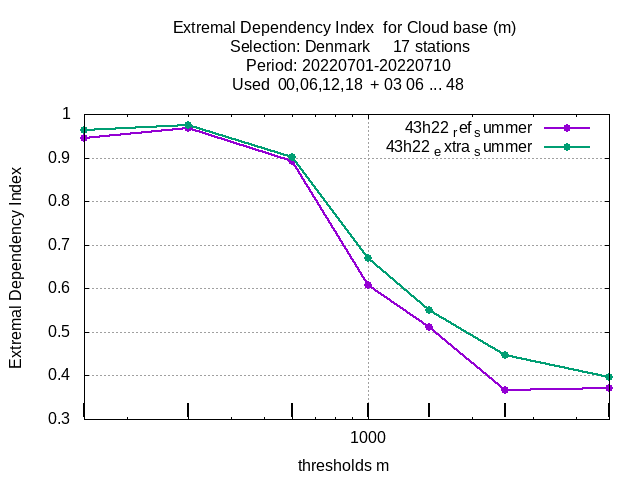 Extremal Dependency Index  for Cloud base (m)
Selection: Denmark     17 stations
Period: 20220701-20220710
Used  00,06,12,18  + 03 06 ... 48
1
0.9
0.8
0.7
0.6
0.5
0.4
0.3
Extremal Dependency Index
43h22 ref summer
43h22 extra summer
1000
thresholds m